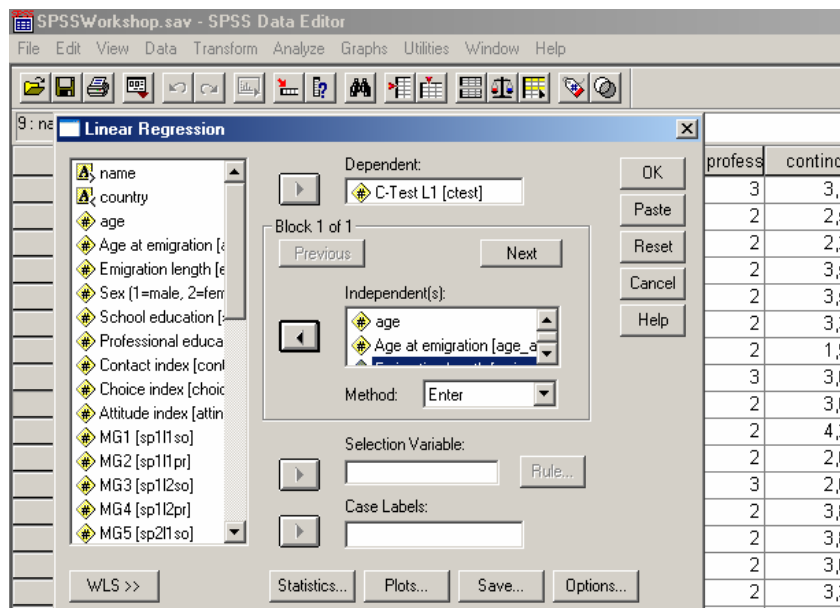 SPSSWorkshop.sav - SPSS Data Editor
File Edit View Data Transform Analyze Graphs Utilities Window Help
9 : na
Linear Regression
name
country
age
Age at emigration [a
Emigration length [e
Sex (1=male, 2=fem
School education [s
Professional educa
Contact index [cont
Choice index [choic
Attitude index [attin
MG1 [sp1l1so]
MG2 [sp1l1pr]
MG3 [sp1l2so]
MG4 [sp1l2pr]
MG5 [sp2l1so]
WLS >>
Dependent:
C-Test L1 [ctest]
Block 1 of 1
Previous
Next
Independent(s):
age
Age at emigration [age_a
Method:
Enter
Selection Variable:
Rule...
Case Labels:
Statistics...
Plots...
Save...
Options...
OK
Paste
Reset
Cancel
Help
profess
3
2
2
2
2
2
2
3
2
2
2
3
2
2
2
2